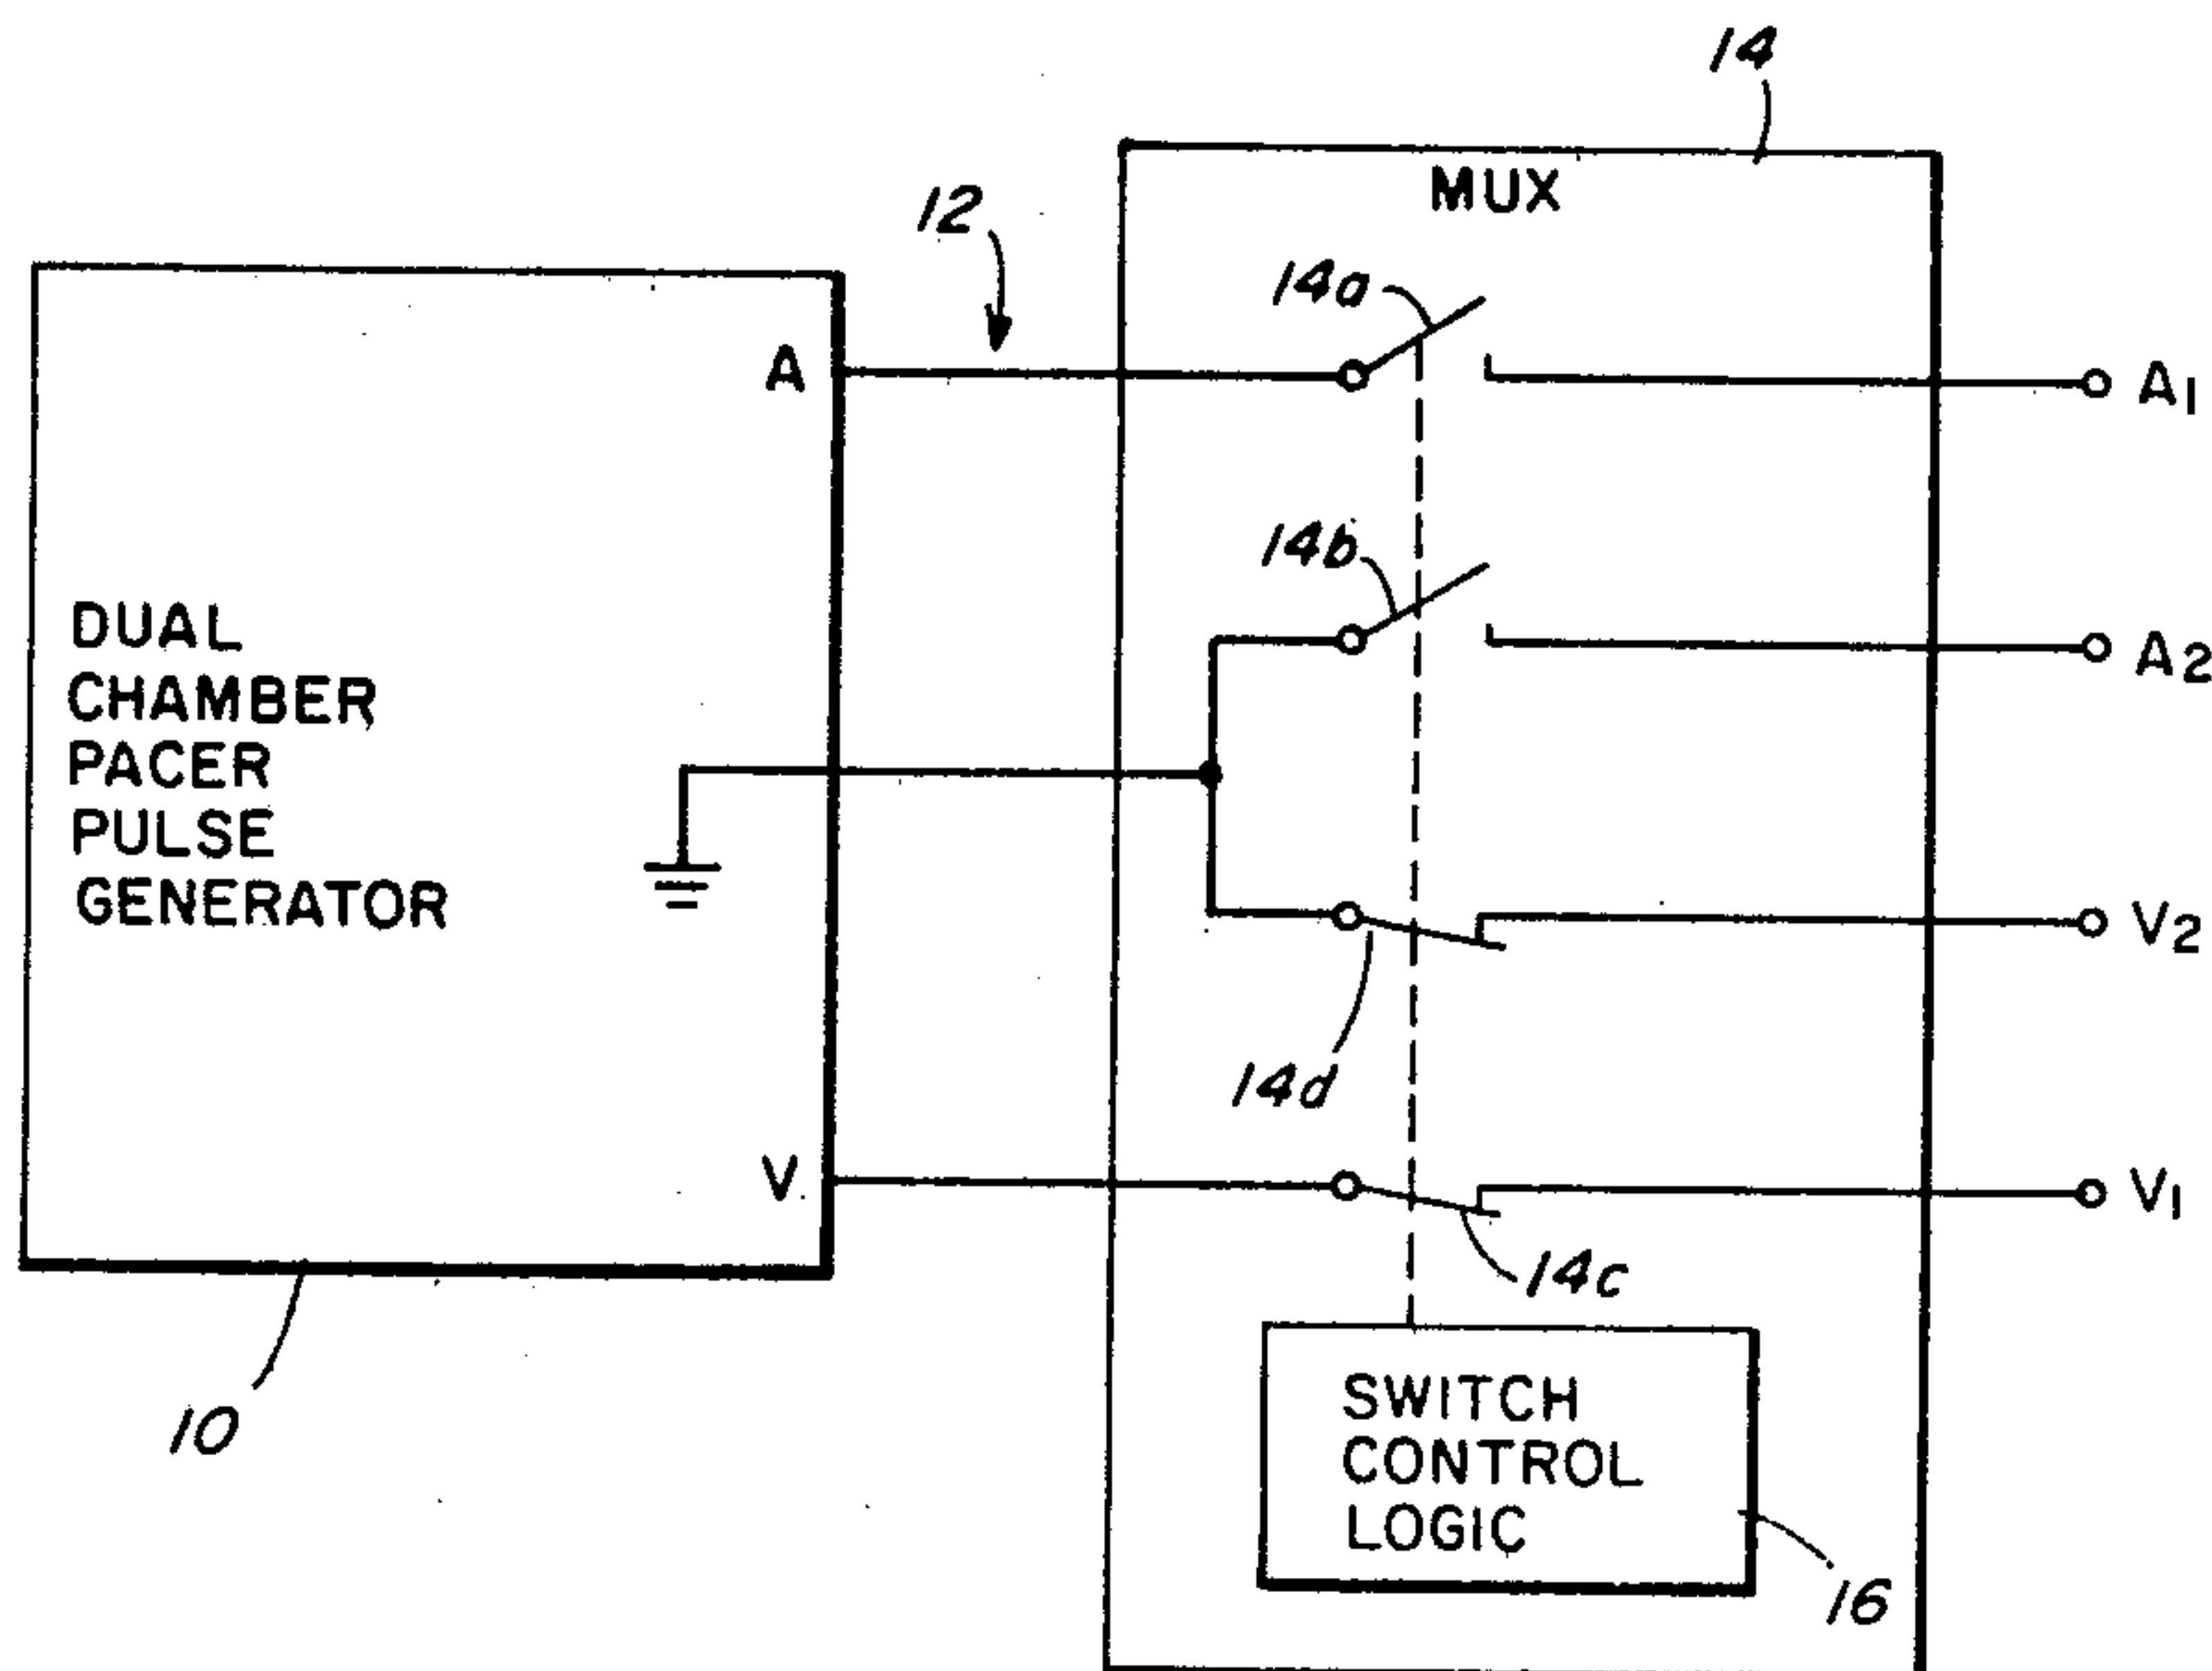 14
MUX
12
14a
A
A1
14b
A2
DUAL
CHAMBER
PACER
PULSE
GENERATOR
V2
14d
V
V1
14c
SWITCH
CONTROL
LOGIC
10
16